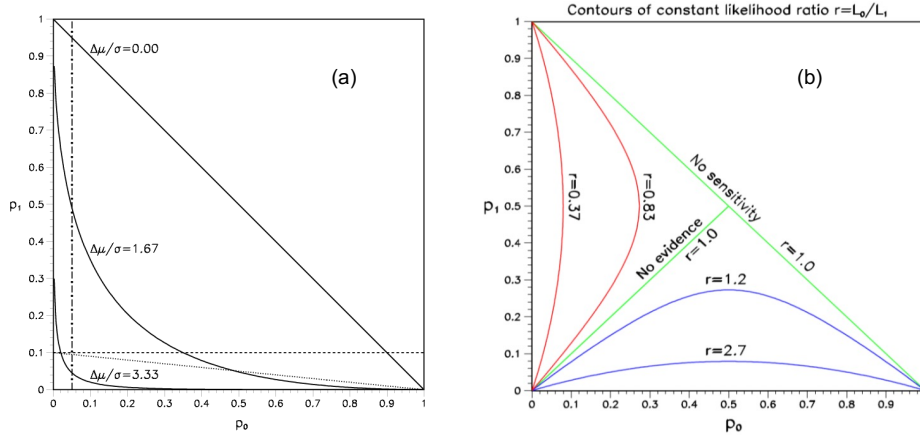 (a)
Δμ/σ=0.00
Δμ/σ=1.67
Δμ/σ=3.33
p₁
1
0.9
0.8
0.7
0.6
0.5
0.4
0.3
0.2
0.1
0
0 0.1 0.2 0.3 0.4 0.5 0.6 0.7 0.8 0.9 1
p₀
Contours of constant likelihood ratio r=L₀/L₁
(b)
No sensitivity
r=1.0
r=0.37
r=0.83
No evidence
r=1.0
r=1.2
r=2.7
p₁
1
0.9
0.8
0.7
0.6
0.5
0.4
0.3
0.2
0.1
0
0 0.1 0.2 0.3 0.4 0.5 0.6 0.7 0.8 0.9
p₀